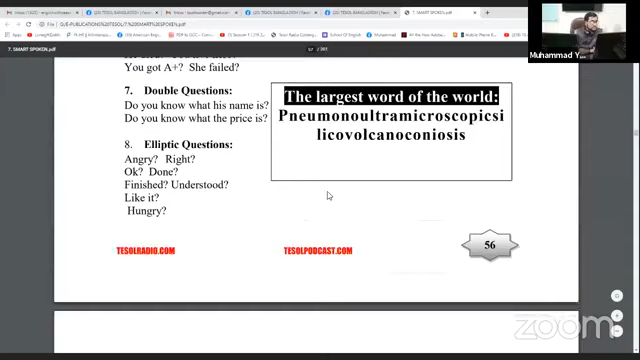 7. SMART SPOKEN.pdf
57 / 301
Muhammad Y...
You got A+? She failed?
7. Double Questions:
Do you know what his name is?
Do you know what the price is?
8. Elliptic Questions:
Angry? Right?
Ok? Done?
Finished? Understood?
Like it?
Hungry?
The largest word of the world:
Pneumonoultramicroscopicsi
licovolcanoconiosis
TESOLRADIO.COM
TESOLPODCAST.COM
56
zoom